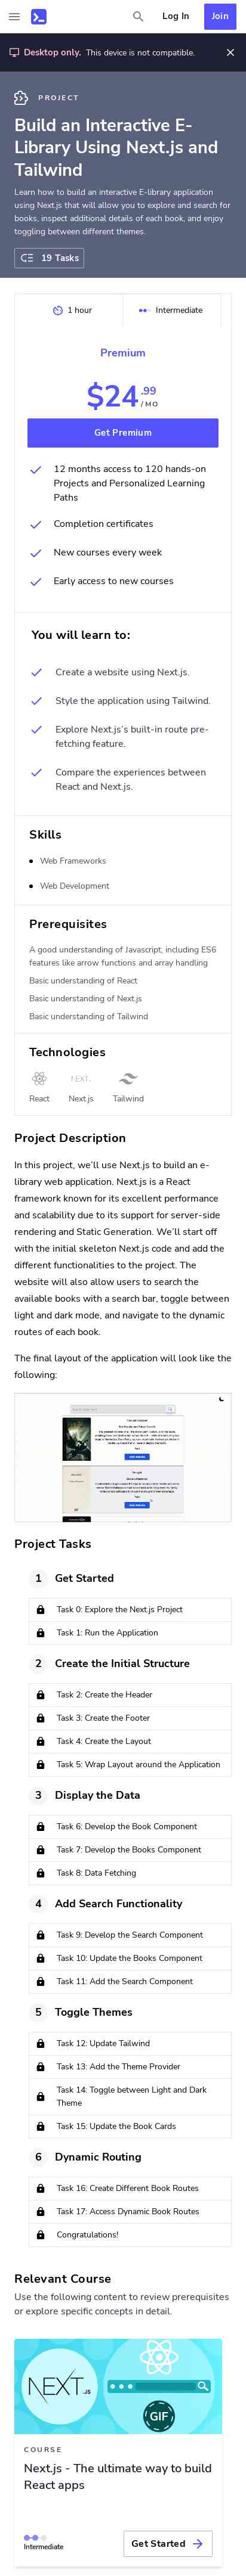 Log In
Join
Desktop only. This device is not compatible.
PROJECT
Build an Interactive E-
Library Using Next.js and
Tailwind
Learn how to build an interactive E-library application
using Next.js that will allow you to explore and search for
books, inspect additional details of each book, and enjoy
toggling between different themes.
19 Tasks
1 hour
Intermediate
Premium
$24.99
/ MO
Get Premium
12 months access to 120 hands-on
Projects and Personalized Learning
Paths
Completion certificates
New courses every week
Early access to new courses
You will learn to:
Create a website using Next.js.
Style the application using Tailwind.
Explore Next.js’s built-in route pre-
fetching feature.
Compare the experiences between
React and Next.js.
Skills
Web Frameworks
Web Development
Prerequisites
A good understanding of Javascript, including ES6
features like arrow functions and array handling
Basic understanding of React
Basic understanding of Next.js
Basic understanding of Tailwind
Technologies
NEXT.
React
Next.js
Tailwind
Project Description
In this project, we’ll use Next.js to build an e-
library web application. Next.js is a React
framework known for its excellent performance
and scalability due to its support for server-side
rendering and Static Generation. We’ll start off
with the initial skeleton Next.js code and add the
different functionalities to the project. The
website will also allow users to search the
available books with a search bar, toggle between
light and dark mode, and navigate to the dynamic
routes of each book.
The final layout of the application will look like the
following:
Project Tasks
1
Get Started
Task 0: Explore the Next.js Project
Task 1: Run the Application
2
Create the Initial Structure
Task 2: Create the Header
Task 3: Create the Footer
Task 4: Create the Layout
Task 5: Wrap Layout around the Application
3
Display the Data
Task 6: Develop the Book Component
Task 7: Develop the Books Component
Task 8: Data Fetching
4
Add Search Functionality
Task 9: Develop the Search Component
Task 10: Update the Books Component
Task 11: Add the Search Component
5
Toggle Themes
Task 12: Update Tailwind
Task 13: Add the Theme Provider
Task 14: Toggle between Light and Dark
Theme
Task 15: Update the Book Cards
6
Dynamic Routing
Task 16: Create Different Book Routes
Task 17: Access Dynamic Book Routes
Congratulations!
Relevant Course
Use the following content to review prerequisites
or explore specific concepts in detail.
NEXT.JS
GIF
COURSE
Next.js - The ultimate way to build
React apps
Intermediate
Get Started